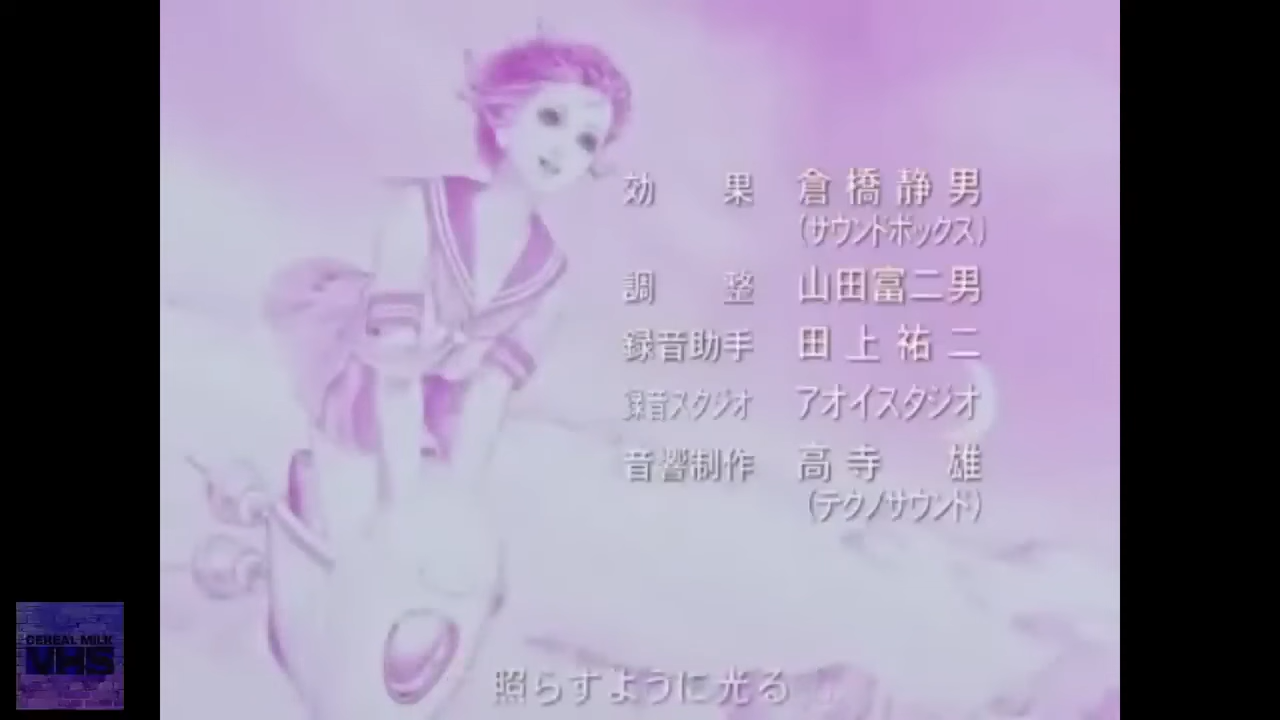 効 果 倉橋静男
(サウンドボックス)
調 整 山田富二男
録音助手 田上祐二
録音スタジオ アオイスタジオ
音響制作 高寺 雄
(テクノサウンド)
照らすように光る
CEREAL MILK
VHS